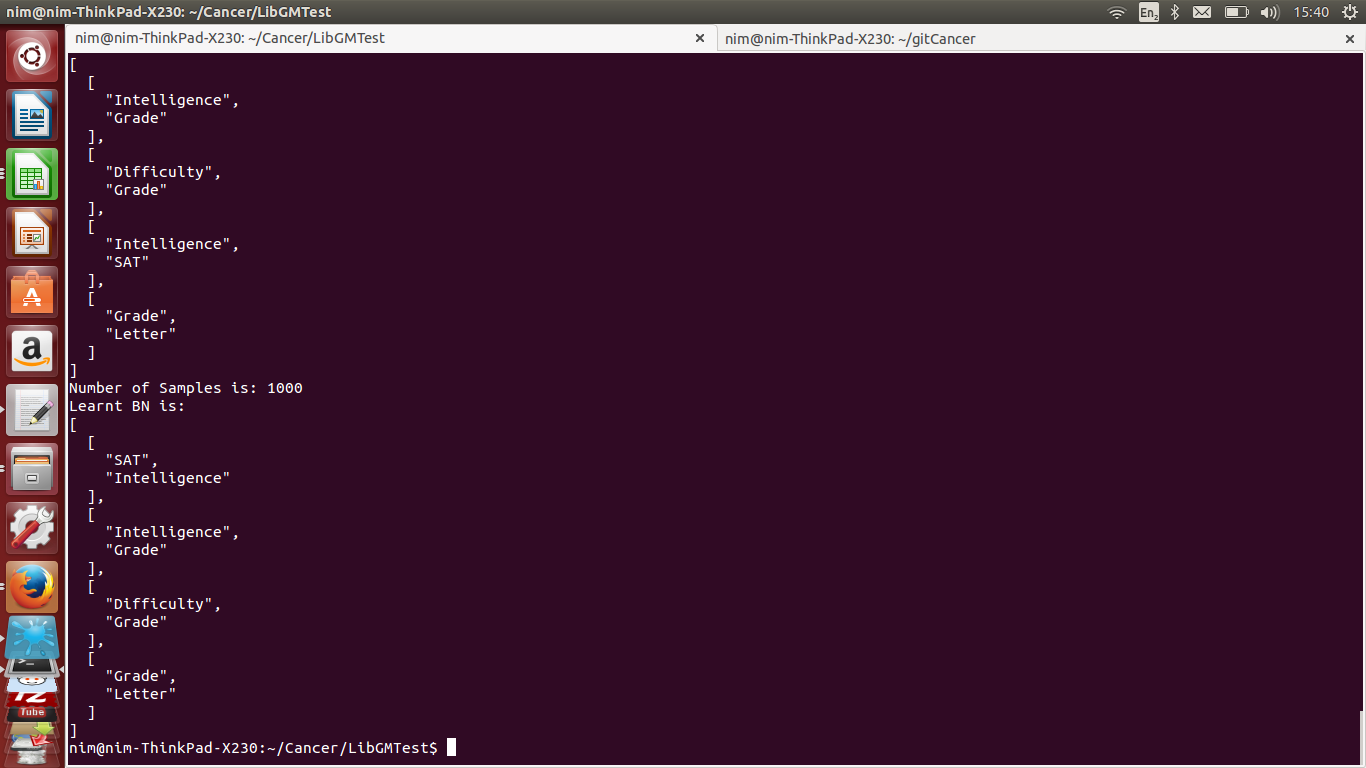 nim@nim-ThinkPad-X230: ~/Cancer/LibGMTest
En2
15:40
nim@nim-ThinkPad-X230: ~/Cancer/LibGMTest
×
nim@nim-ThinkPad-X230: ~/gitCancer
×
[
  [
    "Intelligence",
    "Grade"
  ],
  [
    "Difficulty",
    "Grade"
  ],
  [
    "Intelligence",
    "SAT"
  ],
  [
    "Grade",
    "Letter"
  ]
]
Number of Samples is: 1000
Learnt BN is:
[
  [
    "SAT",
    "Intelligence"
  ],
  [
    "Intelligence",
    "Grade"
  ],
  [
    "Difficulty",
    "Grade"
  ],
  [
    "Grade",
    "Letter"
  ]
]
nim@nim-ThinkPad-X230:~/Cancer/LibGMTest$
a
Tube